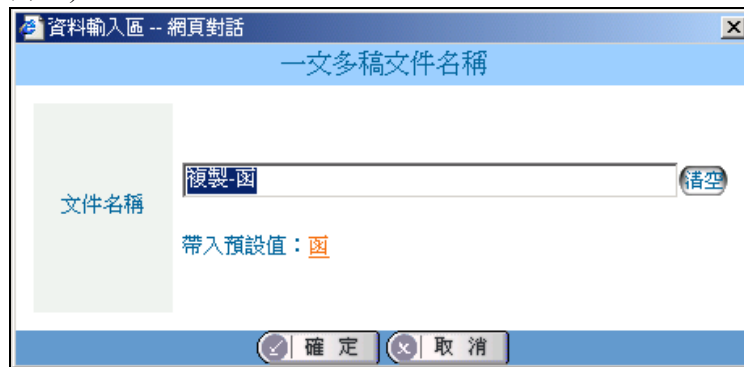 資料輸入區 -- 網頁對話
一文多稿文件名稱
文件名稱
複製-函
清空
帶入預設值：函
確 定
取 消